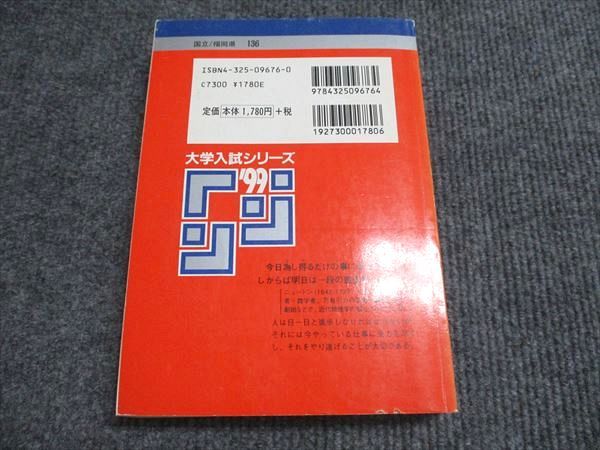 国立/福岡県 136
ISBN4-325-09676-0
C7300 ¥1780E
定価 本体1,780円 +税
9784325096764
1927300017806
大学入試シリーズ
'99
今日為し得るだけの事に
しからば明日は一段の
ニュートン
人は日一日と進歩しなければ
それには今やっている仕事に全力を
し、それをやり遂げることが大切である。